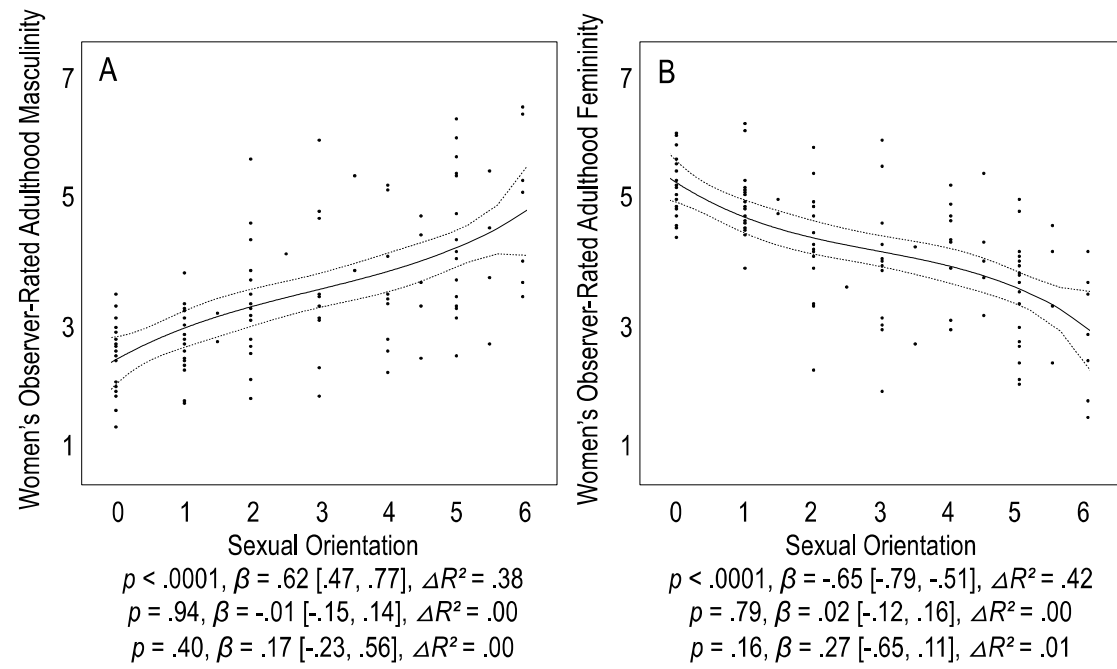 Women's Observer-Rated Adulthood Masculinity
A
7
5
3
1
0 1 2 3 4 5 6
Sexual Orientation
p < .0001, β = .62 [.47, .77], ΔR² = .38
p = .94, β = -.01 [-.15, .14], ΔR² = .00
p = .40, β = .17 [-.23, .56], ΔR² = .00
Women's Observer-Rated Adulthood Femininity
B
7
5
3
1
0 1 2 3 4 5 6
Sexual Orientation
p < .0001, β = -.65 [-.79, -.51], ΔR² = .42
p = .79, β = .02 [-.12, .16], ΔR² = .00
p = .16, β = .27 [-.65, .11], ΔR² = .01